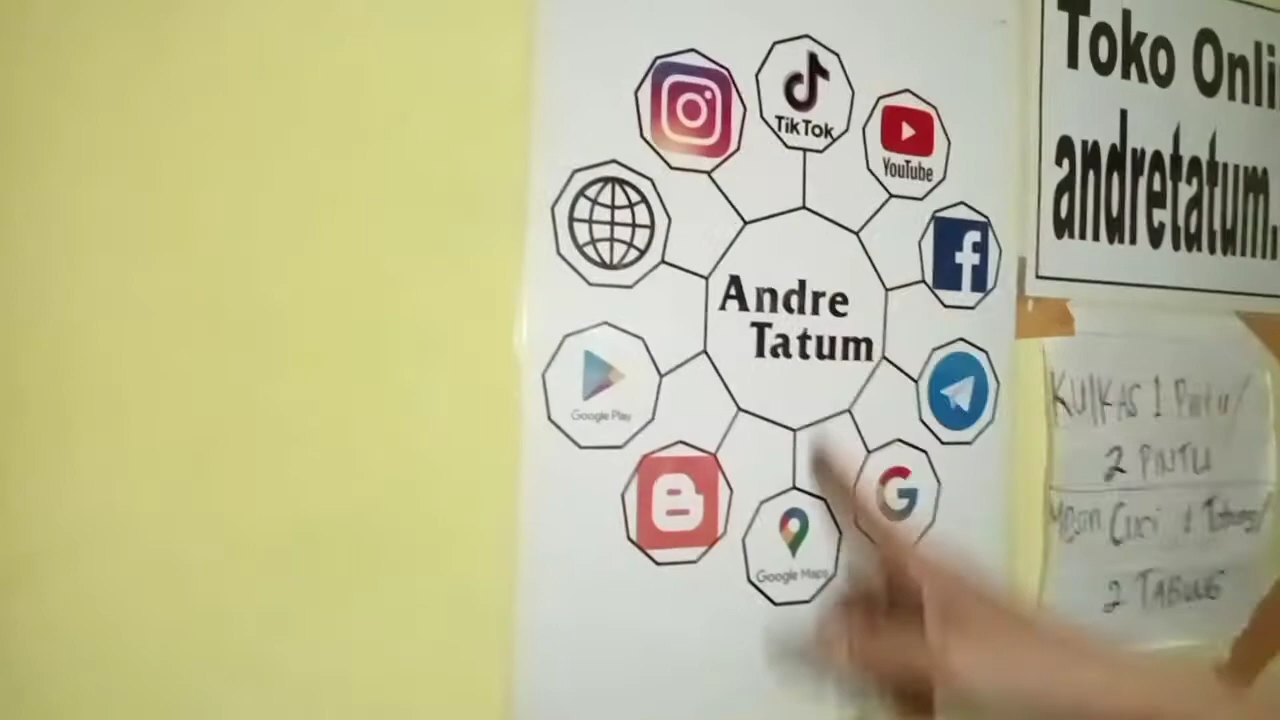 TikTok
YouTube
Andre
Tatum
Google Play
Google Maps
Toko Onli
andretatum.
KULKAS 1 Pintu/
2 PINTU
Mesin Cuci 1 Tabung/
2 TABUNG